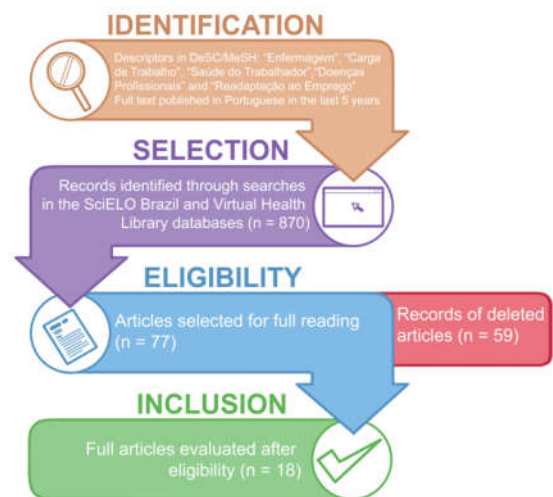 IDENTIFICATION
Descriptors in DeSC/MeSH: "Enfermagem", "Carga
de Trabalho", "Saúde do Trabalhador","Doenças
Profissionais" and "Readaptação ao Emprego"
Full text published in Portuguese in the last 5 years
SELECTION
Records identified through searches
in the SciELO Brazil and Virtual Health
Library databases (n = 870)
ELIGIBILITY
Articles selected for full reading
(n = 77)
Records of deleted
articles (n = 59)
INCLUSION
Full articles evaluated after
eligibility (n = 18)